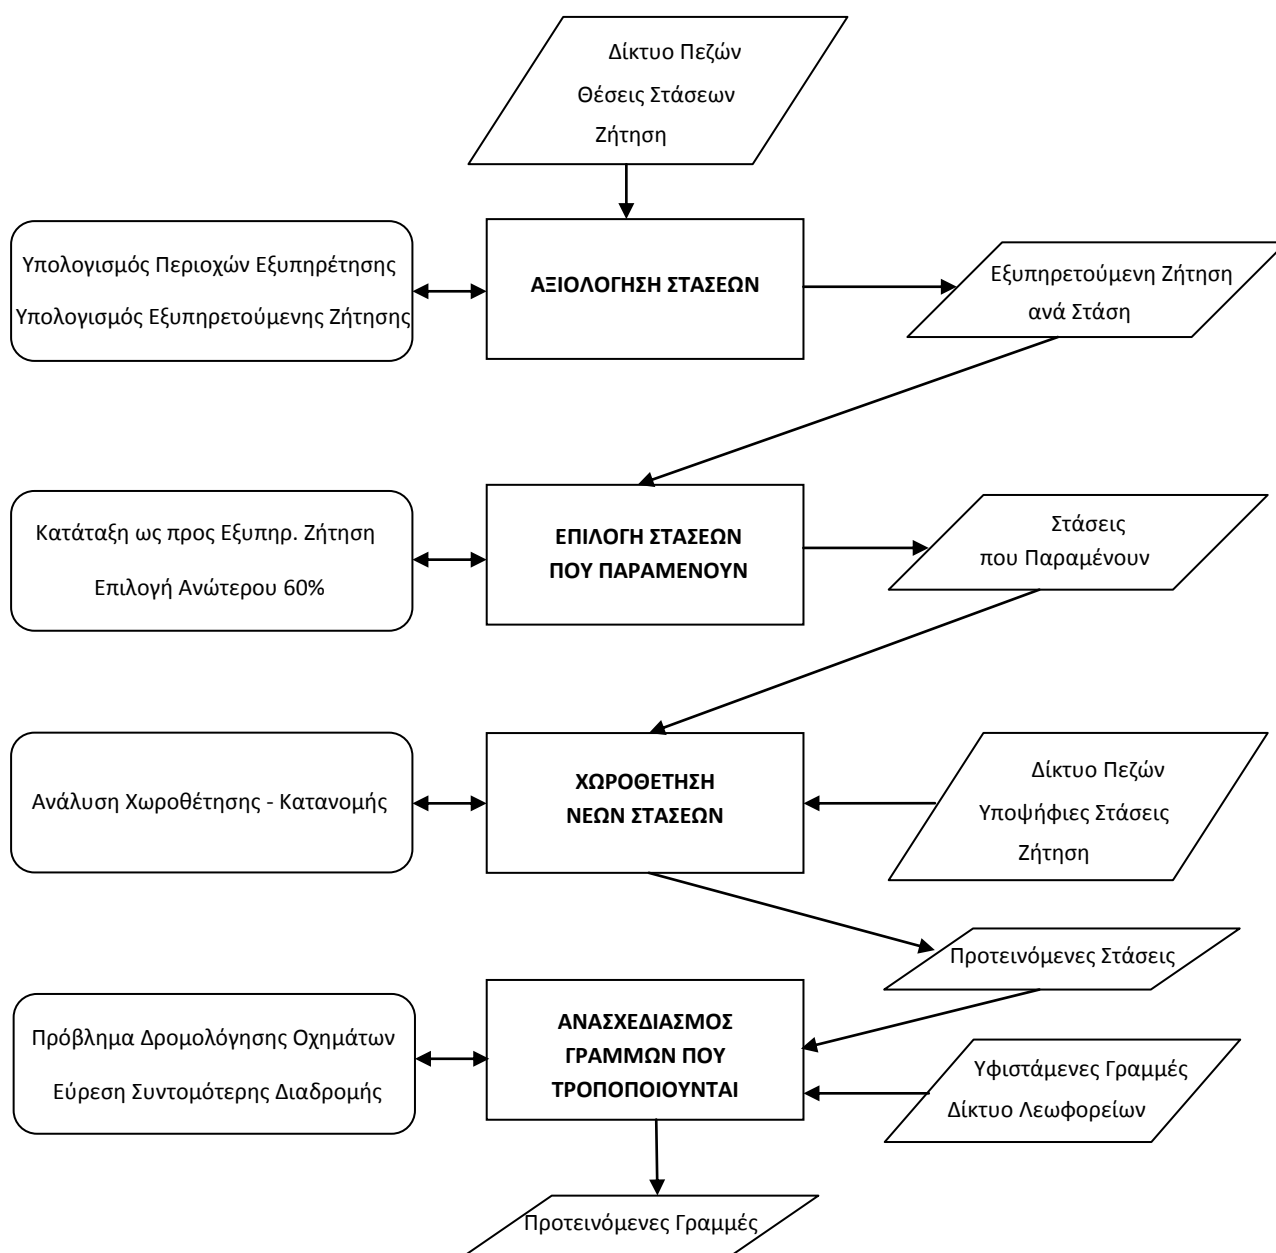 Δίκτυο Πεζών
Θέσεις Στάσεων
Ζήτηση
Υπολογισμός Περιοχών Εξυπηρέτησης
Υπολογισμός Εξυπηρετούμενης Ζήτησης
ΑΞΙΟΛΟΓΗΣΗ ΣΤΑΣΕΩΝ
Εξυπηρετούμενη Ζήτηση
ανά Στάση
Κατάταξη ως προς Εξυπηρ. Ζήτηση
Επιλογή Ανώτερου 60%
ΕΠΙΛΟΓΗ ΣΤΑΣΕΩΝ
ΠΟΥ ΠΑΡΑΜΕΝΟΥΝ
Στάσεις
που Παραμένουν
Ανάλυση Χωροθέτησης - Κατανομής
ΧΩΡΟΘΕΤΗΣΗ
ΝΕΩΝ ΣΤΑΣΕΩΝ
Δίκτυο Πεζών
Υποψήφιες Στάσεις
Ζήτηση
Προτεινόμενες Στάσεις
Πρόβλημα Δρομολόγησης Οχημάτων
Εύρεση Συντομότερης Διαδρομής
ΑΝΑΣΧΕΔΙΑΣΜΟΣ
ΓΡΑΜΜΩΝ ΠΟΥ
ΤΡΟΠΟΠΟΙΟΥΝΤΑΙ
Υφιστάμενες Γραμμές
Δίκτυο Λεωφορείων
Προτεινόμενες Γραμμές